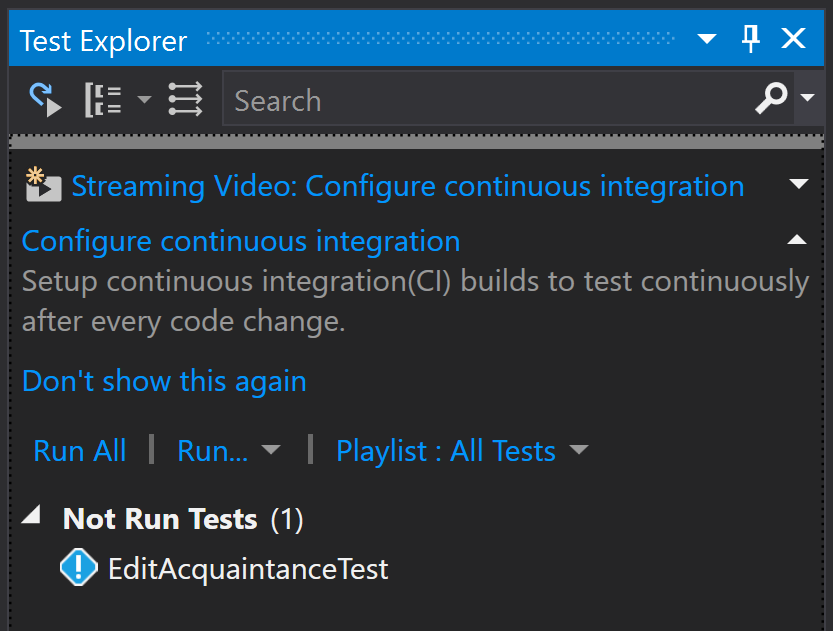 Test Explorer
Search
Streaming Video: Configure continuous integration
Configure continuous integration
Setup continuous integration(CI) builds to test continuously
after every code change.
Don't show this again
Run All | Run... | Playlist : All Tests
Not Run Tests (1)
EditAcquaintanceTest